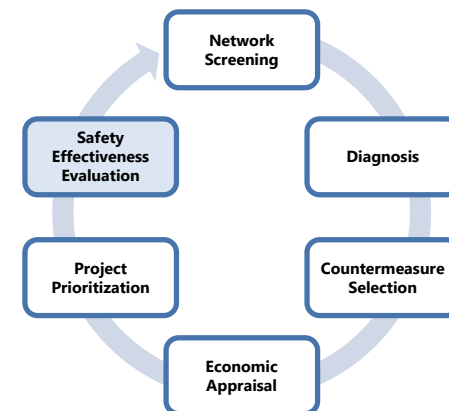 Network
Screening
Diagnosis
Countermeasure
Selection
Economic
Appraisal
Project
Prioritization
Safety
Effectiveness
Evaluation